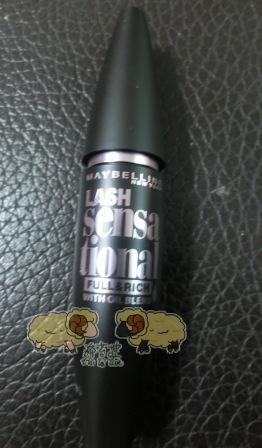 MAYBELLINE
NEW YORK
LASH
sensa
tional
FULL & RICH
WITH OIL BLEND